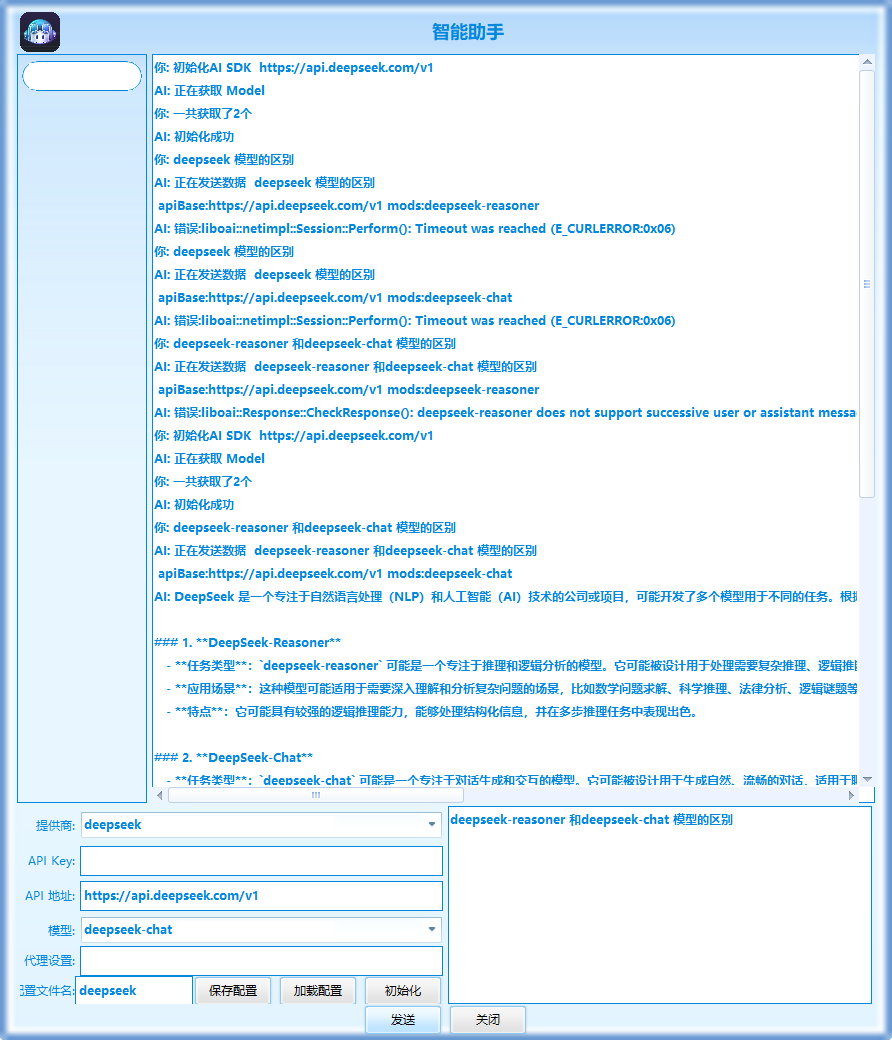 智能助手
你: 初始化AI SDK  https://api.deepseek.com/v1
AI: 正在获取 Model
你: 一共获取了2个
AI: 初始化成功
你: deepseek 模型的区别
AI: 正在发送数据  deepseek 模型的区别
apiBase:https://api.deepseek.com/v1 mods:deepseek-reasoner
AI: 错误:liboai::netimpl::Session::Perform(): Timeout was reached (E_CURLERROR:0x06)
你: deepseek 模型的区别
AI: 正在发送数据  deepseek 模型的区别
apiBase:https://api.deepseek.com/v1 mods:deepseek-chat
AI: 错误:liboai::netimpl::Session::Perform(): Timeout was reached (E_CURLERROR:0x06)
你: deepseek-reasoner 和deepseek-chat 模型的区别
AI: 正在发送数据  deepseek-reasoner 和deepseek-chat 模型的区别
apiBase:https://api.deepseek.com/v1 mods:deepseek-reasoner
AI: 错误:liboai::Response::CheckResponse(): deepseek-reasoner does not support successive user or assistant messa
你: 初始化AI SDK  https://api.deepseek.com/v1
AI: 正在获取 Model
你: 一共获取了2个
AI: 初始化成功
你: deepseek-reasoner 和deepseek-chat 模型的区别
AI: 正在发送数据  deepseek-reasoner 和deepseek-chat 模型的区别
apiBase:https://api.deepseek.com/v1 mods:deepseek-chat
AI: DeepSeek 是一个专注于自然语言处理（NLP）和人工智能（AI）技术的公司或项目，可能开发了多个模型用于不同的任务。根
### 1. **DeepSeek-Reasoner**
- **任务类型**：`deepseek-reasoner` 可能是一个专注于推理和逻辑分析的模型。它可能被设计用于处理需要复杂推理、逻辑推
- **应用场景**：这种模型可能适用于需要深入理解和分析复杂问题的场景，比如数学问题求解、科学推理、法律分析、逻辑谜题等
- **特点**：它可能具有较强的逻辑推理能力，能够处理结构化信息，并在多步推理任务中表现出色。
### 2. **DeepSeek-Chat**
- **任务类型**：`deepseek-chat` 可能是一个专注于对话生成和交互的模型。它可能被设计用于生成自然、流畅的对话，适用于
提供商:
deepseek
API Key:
API 地址:
https://api.deepseek.com/v1
模型:
deepseek-chat
代理设置:
配置文件名:
deepseek
保存配置
加载配置
初始化
deepseek-reasoner 和deepseek-chat 模型的区别
发送
关闭